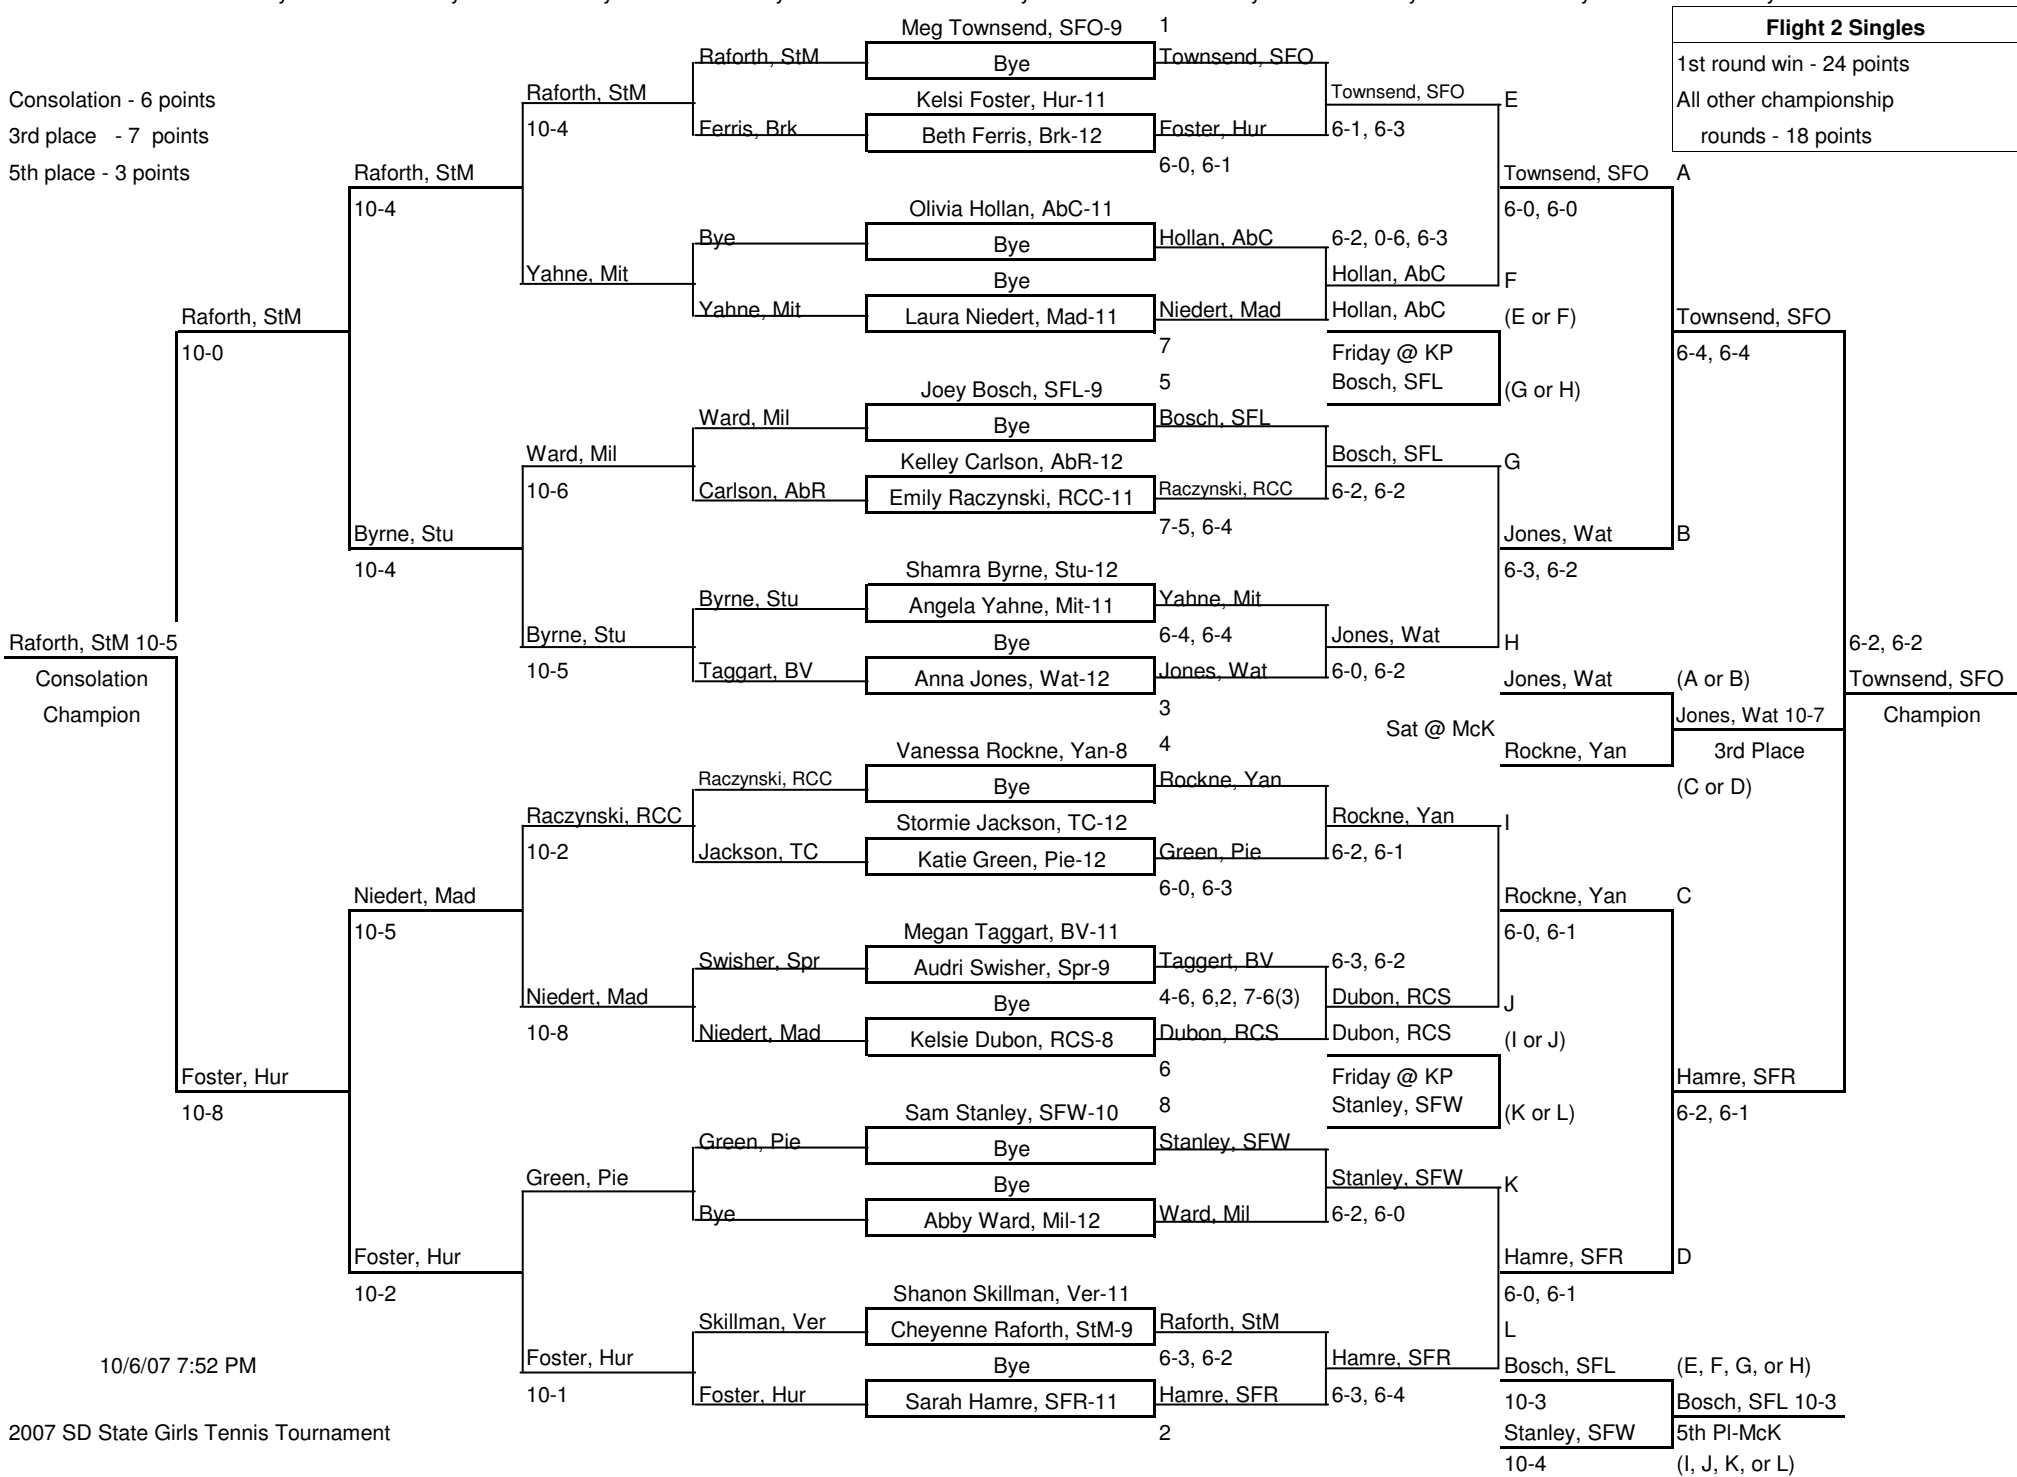 Meg Townsend, SFO-9 1
Flight 2 Singles
Raforth, StM Bye Townsend, SFO 1st round win - 24 points
Consolation - 6 points Raforth, StM Kelsi Foster, Hur-11 Townsend, SFO E All other championship
3rd place - 7 points 10-4 Ferris, Brk Beth Ferris, Brk-12 Foster, Hur 6-1, 6-3 rounds - 18 points
5th place - 3 points Raforth, StM 6-0, 6-1 Townsend, SFO A
10-4 Olivia Hollan, AbC-11 6-0, 6-0
Bye Bye Hollan, AbC 6-2, 0-6, 6-3
Yahne, Mit Bye Hollan, AbC F
Raforth, StM Yahne, Mit Laura Niedert, Mad-11 Niedert, Mad Hollan, AbC (E or F) Townsend, SFO
10-0 7 Friday @ KP 6-4, 6-4
Joey Bosch, SFL-9 5 Bosch, SFL (G or H)
Ward, Mil Bye Bosch, SFL
Ward, Mil Kelley Carlson, AbR-12 Bosch, SFL G
10-6 Carlson, AbR Emily Raczynski, RCC-11 Raczynski, RCC 6-2, 6-2
Byrne, Stu 7-5, 6-4 Jones, Wat B
10-4 Shamra Byrne, Stu-12 6-3, 6-2
Byrne, Stu Angela Yahne, Mit-11 Yahne, Mit
Raforth, StM 10-5 Byrne, Stu Bye 6-4, 6-4 Jones, Wat H 6-2, 6-2
Consolation 10-5 Taggart, BV Anna Jones, Wat-12 Jones, Wat 6-0, 6-2 Jones, Wat (A or B) Townsend, SFO
Champion 3 Jones, Wat 10-7 Champion
Vanessa Rockne, Yan-8 4 Sat @ McK Rockne, Yan 3rd Place
Raczynski, RCC Bye Rockne, Yan (C or D)
Raczynski, RCC Stormie Jackson, TC-12 Rockne, Yan I
10-2 Jackson, TC Katie Green, Pie-12 Green, Pie 6-2, 6-1
Niedert, Mad 6-0, 6-3 Rockne, Yan C
10-5 Megan Taggart, BV-11 6-0, 6-1
Swisher, Spr Audri Swisher, Spr-9 Taggert, BV 6-3, 6-2
Niedert, Mad Bye 4-6, 6,2, 7-6(3) Dubon, RCS J
10-8 Niedert, Mad Kelsie Dubon, RCS-8 Dubon, RCS Dubon, RCS (I or J)
Foster, Hur 6 Friday @ KP Hamre, SFR
10-8 Sam Stanley, SFW-10 8 Stanley, SFW (K or L) 6-2, 6-1
Green, Pie Bye Stanley, SFW
Green, Pie Bye Stanley, SFW K
Bye Abby Ward, Mil-12 Ward, Mil 6-2, 6-0
Foster, Hur Hamre, SFR D
10-2 Shanon Skillman, Ver-11 6-0, 6-1
Skillman, Ver Cheyenne Raforth, StM-9 Raforth, StM L
10/6/07 7:52 PM Foster, Hur Bye 6-3, 6-2 Hamre, SFR Bosch, SFL (E, F, G, or H)
10-1 Foster, Hur Sarah Hamre, SFR-11 Hamre, SFR 6-3, 6-4 10-3 Bosch, SFL 10-3
2007 SD State Girls Tennis Tournament 2 Stanley, SFW 5th Pl-McK
10-4 (I, J, K, or L)